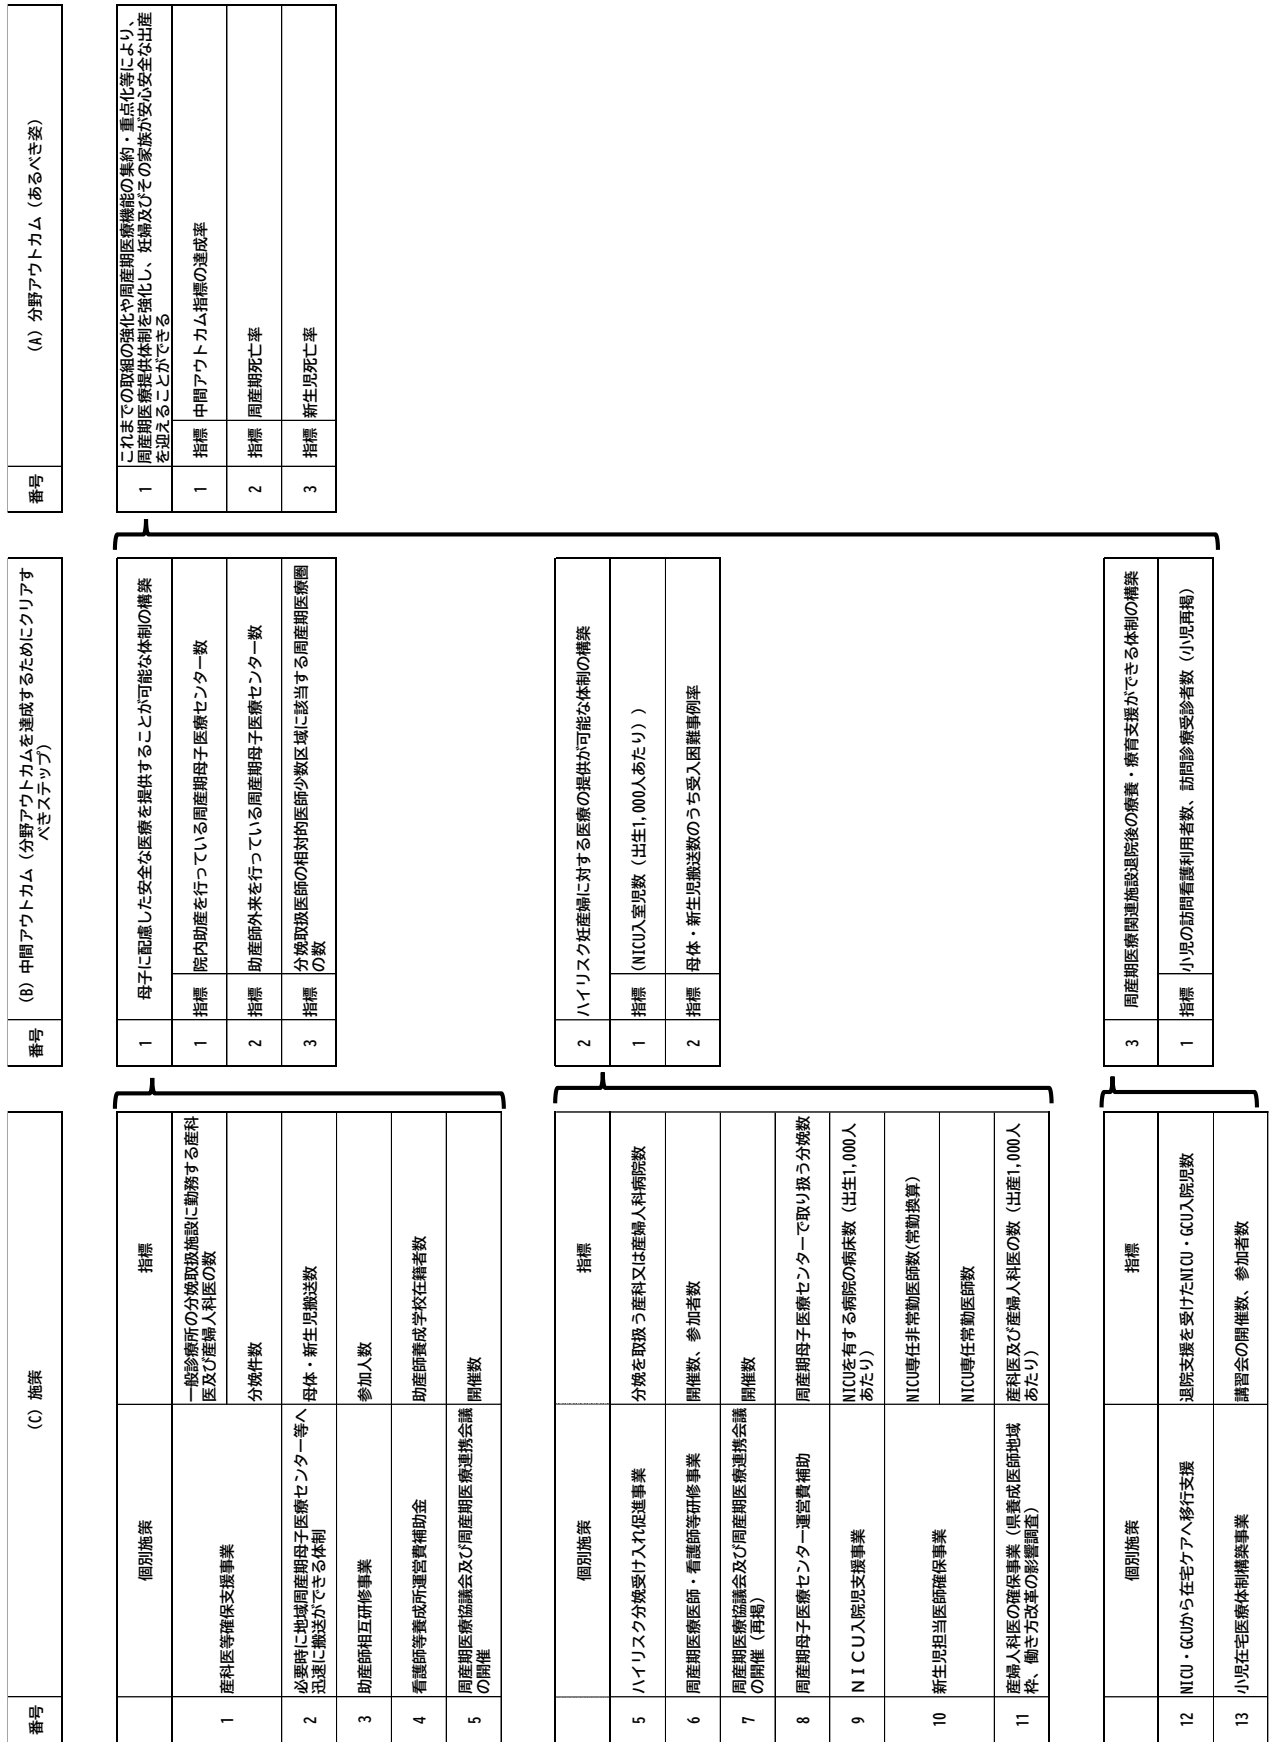 番号
(C) 施策
番号
(B) 中間アウトカム（分野アウトカムを達成するためにクリアす
べきステップ）
番号
(A) 分野アウトカム（あるべき姿）
個別施策
指標
1
産科医等確保支援事業
一般診療所の分娩取扱施設に勤務する産科
医及び産婦人科医の数
分娩件数
2
必要時に地域周産期母子医療センター等へ
迅速に搬送ができる体制
母体・新生児搬送数
3
助産師相互研修事業
参加人数
4
看護師等養成所運営費補助金
助産師養成学校在籍者数
5
周産期医療協議会及び周産期医療連携会議
の開催
開催数
1
母子に配慮した安全な医療を提供することが可能な体制の構築
1
指標
院内助産を行っている周産期母子医療センター数
2
指標
助産師外来を行っている周産期母子医療センター数
3
指標
分娩取扱医師の相対的医師少数区域に該当する周産期医療圏
の数
1
これまでの取組の強化や周産期医療機能の集約・重点化等により、
周産期医療提供体制を強化し、妊婦及びその家族が安心安全な出産
を迎えることができる
1
指標
中間アウトカム指標の達成率
2
指標
周産期死亡率
3
指標
新生児死亡率
個別施策
指標
5
ハイリスク分娩受け入れ促進事業
分娩を取扱う産科又は産婦人科病院数
6
周産期医療医師・看護師等研修事業
開催数、参加者数
7
周産期医療協議会及び周産期医療連携会議
の開催（再掲）
開催数
8
周産期母子医療センター運営費補助
周産期母子医療センターで取り扱う分娩数
9
ＮＩＣＵ入院児支援事業
NICUを有する病院の病床数（出生1,000人
あたり）
10
新生児担当医師確保事業
NICU専任非常勤医師数(常勤換算)
NICU専任常勤医師数
11
産婦人科医の確保事業（県養成医師地域
枠、働き方改革の影響調査）
産科医及び産婦人科医の数（出産1,000人
あたり）
2
ハイリスク妊産婦に対する医療の提供が可能な体制の構築
1
指標
(NICU入室児数（出生1,000人あたり）)
2
指標
母体・新生児搬送数のうち受入困難事例率
個別施策
指標
12
NICU・GCUから在宅ケアへ移行支援
退院支援を受けたNICU・GCU入院児数
13
小児在宅医療体制構築事業
講習会の開催数、参加者数
3
周産期医療関連施設退院後の療養・療育支援ができる体制の構築
1
指標
小児の訪問看護利用者数、訪問診療受診者数（小児再掲）